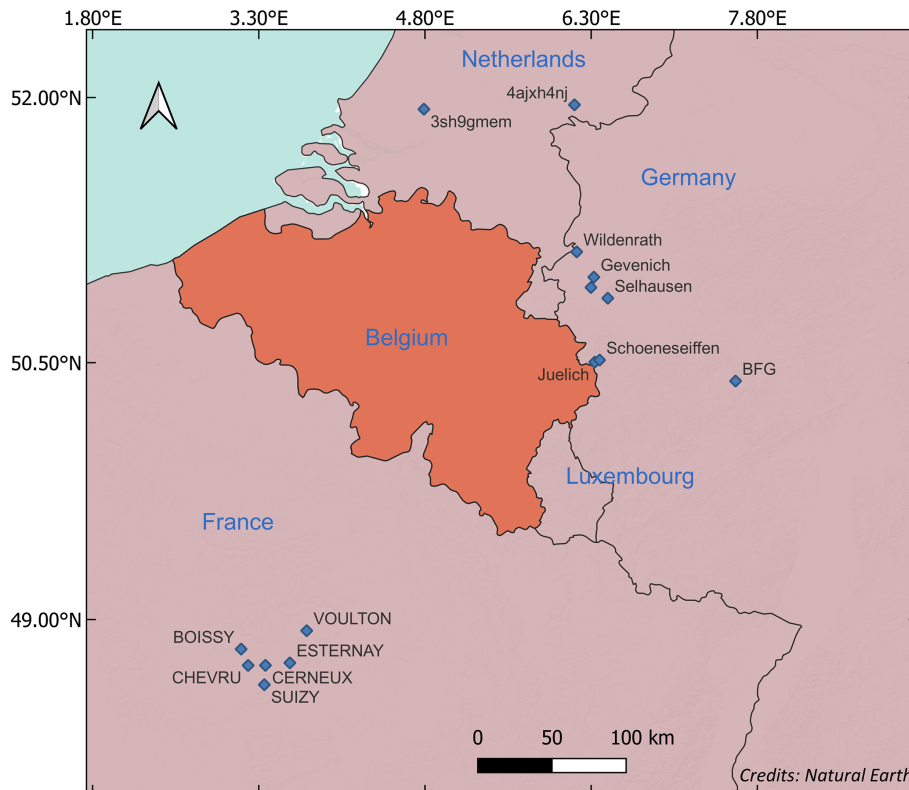 1.80°E 3.30°E 4.80°E 6.30°E 7.80°E
Netherlands
52.00°N
4ajxh4nj
3sh9gmem
Germany
Wildenrath
Gevenich
Selhausen
Belgium
Schoeneseiffen
50.50°N
BFG
Juelich
Luxembourg
France
49.00°N
VOULTON
BOISSY
ESTERNAY
CHEVRU
CERNEUX
SUIZY
0 50 100 km
Credits: Natural Earth